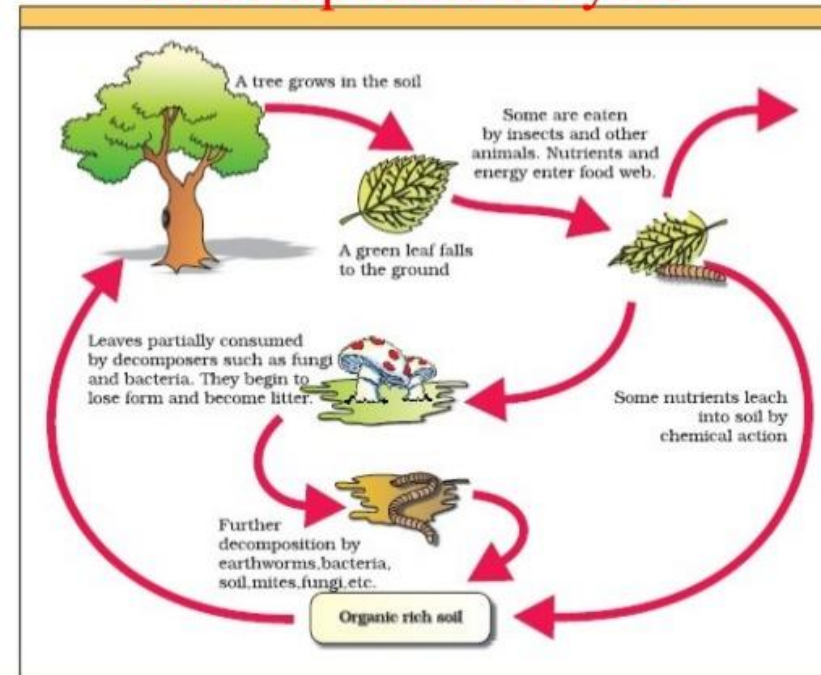 A tree grows in the soil
Some are eaten
by insects and other
animals. Nutrients and
energy enter food web.
A green leaf falls
to the ground
Leaves partially consumed
by decomposers such as fungi
and bacteria. They begin to
lose form and become litter.
Some nutrients leach
into soil by
chemical action
Further
decomposition by
earthworms,bacteria,
soil,mites,fungi,etc.
Organic rich soil